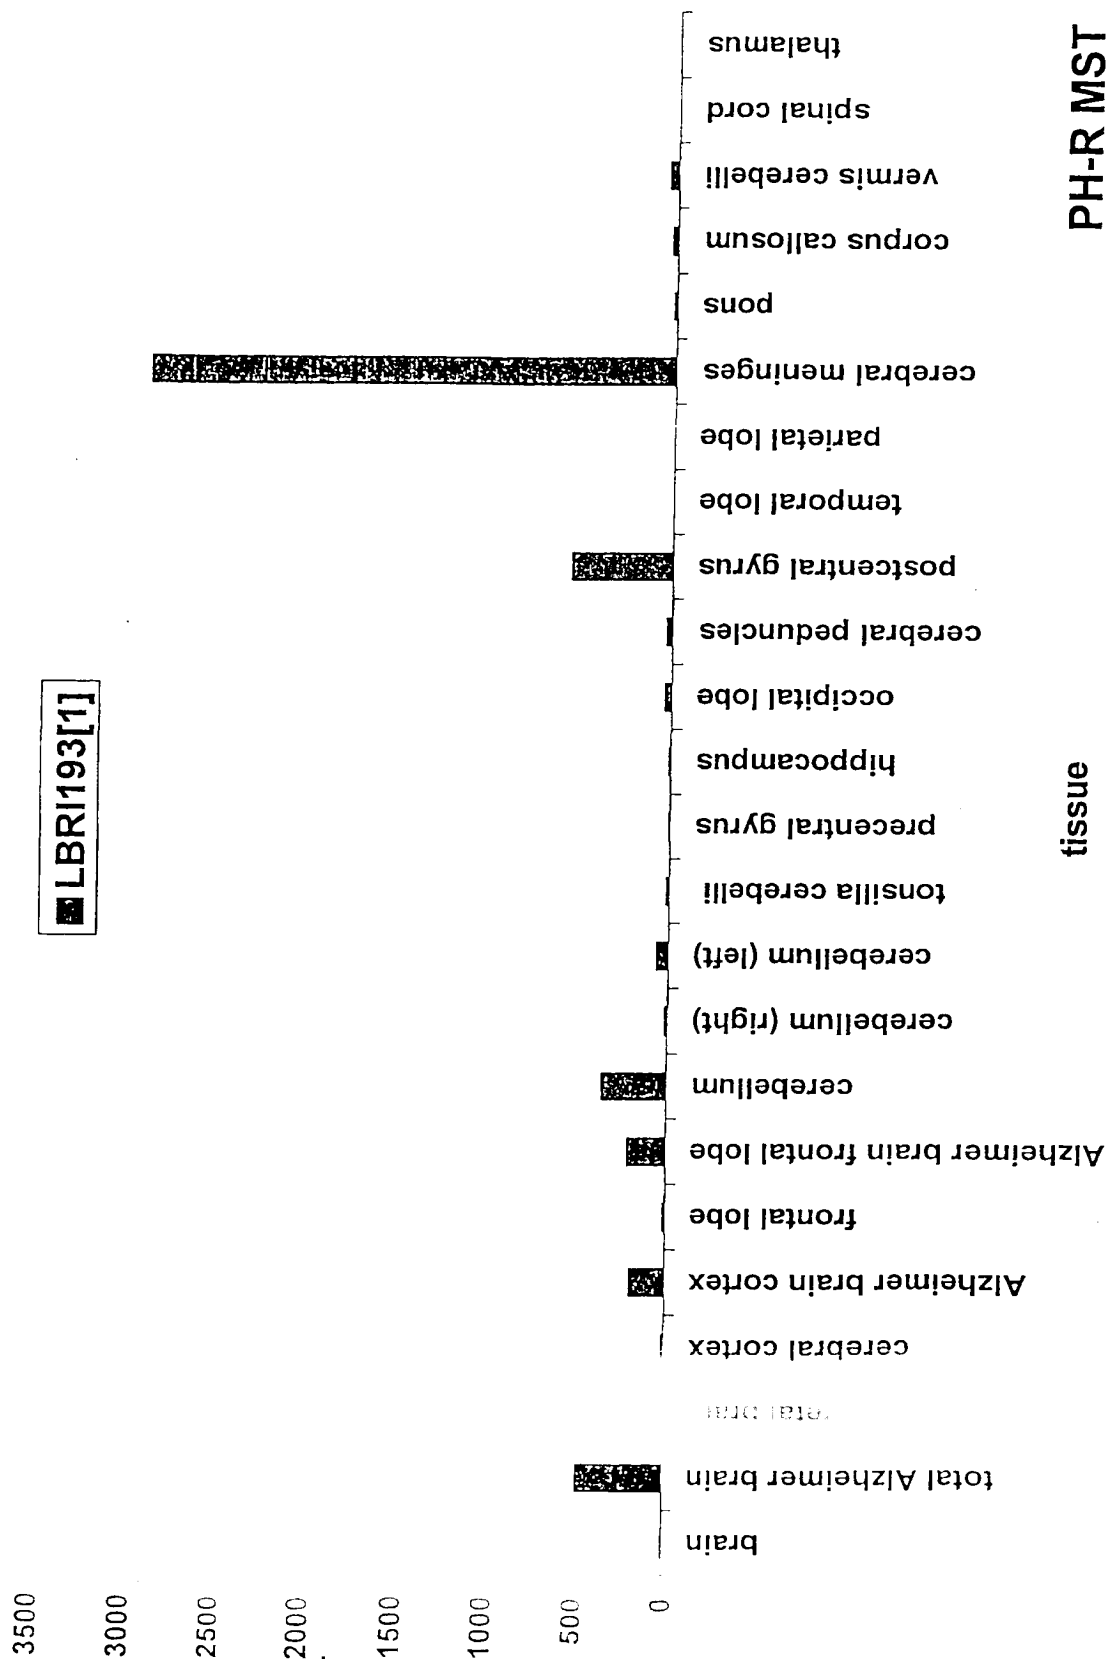 LBRI193[1]
3500
3000
2500
2000
1500
1000
500
0
brain
total Alzheimer brain
cerebral cortex
Alzheimer brain cortex
frontal lobe
Alzheimer brain frontal lobe
cerebellum
cerebellum (right)
cerebellum (left)
tonsilla cerebelli
precentral gyrus
hippocampus
occipital lobe
cerebral peduncles
postcentral gyrus
temporal lobe
parietal lobe
cerebral meninges
pons
corpus callosum
vermis cerebelli
spinal cord
thalamus
tissue
PH-R MST